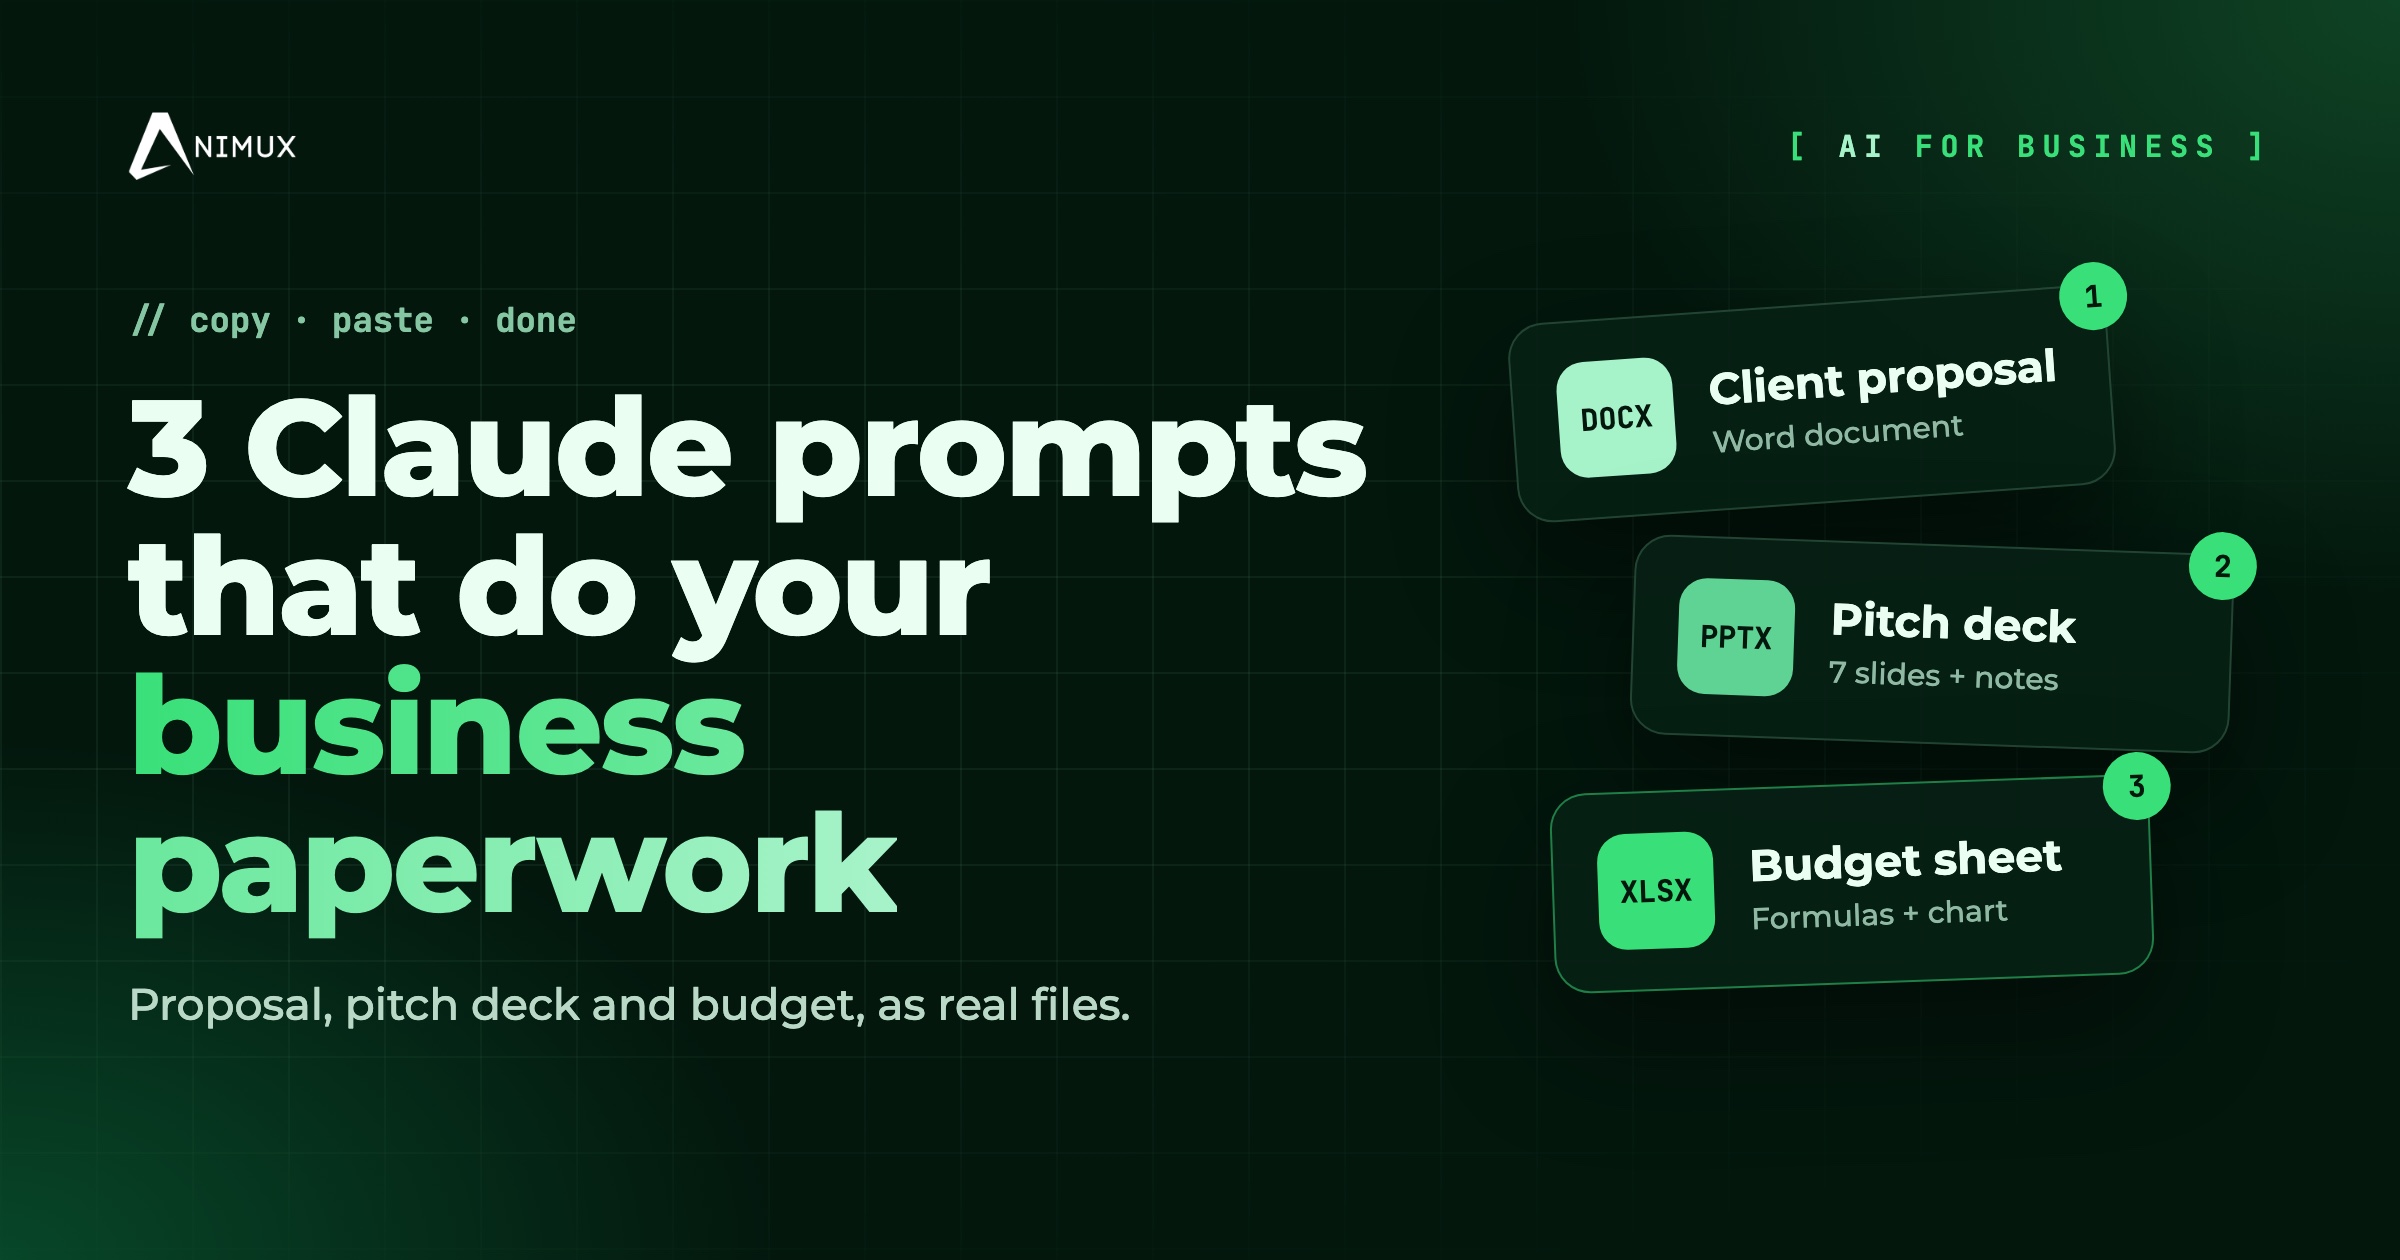 ANIMUX
[ AI FOR BUSINESS ]
// copy · paste · done
3 Claude prompts
that do your
business
paperwork
Proposal, pitch deck and budget, as real files.
1
DOCX
Client proposal
Word document
2
PPTX
Pitch deck
7 slides + notes
3
XLSX
Budget sheet
Formulas + chart